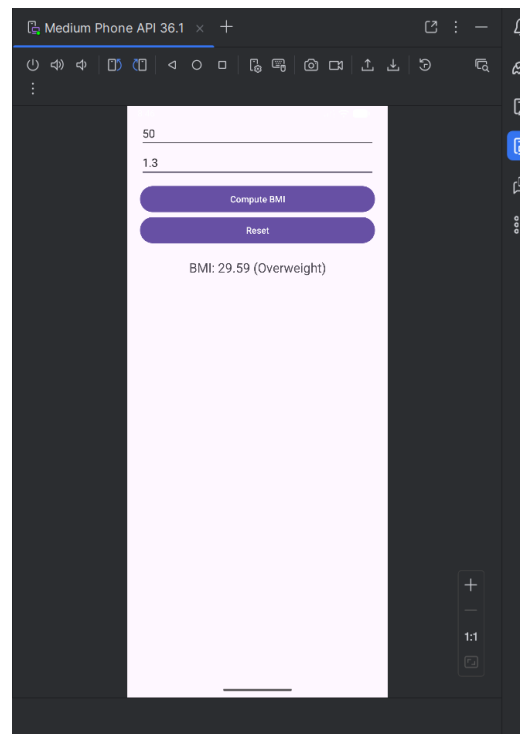 Medium Phone API 36.1
50
1.3
Compute BMI
Reset
BMI: 29.59 (Overweight)
1:1